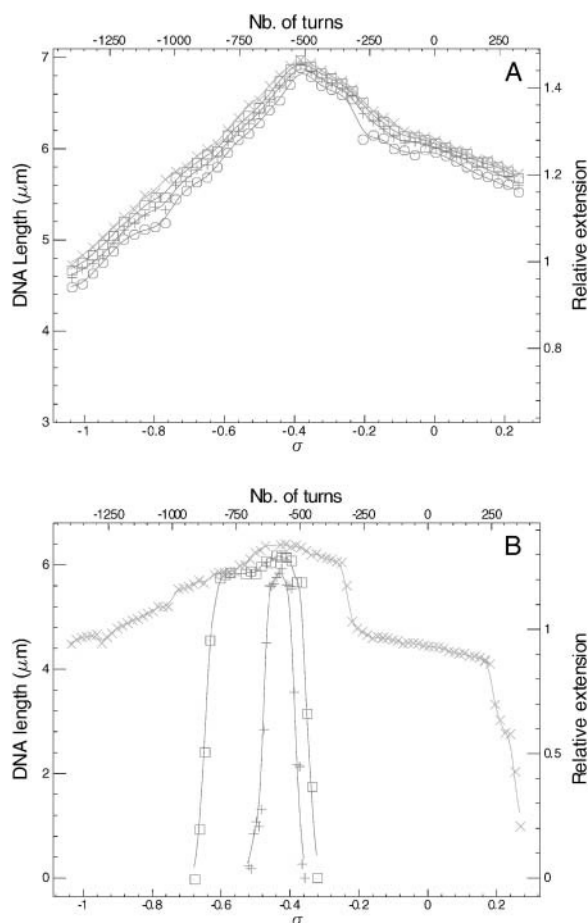 Nb. of turns
-1250 -1000 -750 -500 -250 0 250
A
7
6
5
4
3
DNA Length (μm)
1.4
1.2
1
0.8
Relative extension
-1 -0.8 -0.6 -0.4 -0.2 0 0.2
σ
Nb. of turns
-1250 -1000 -750 -500 -250 0 250
B
6
4
2
0
DNA length (μm)
1
0.5
0
Relative extension
-1 -0.8 -0.6 -0.4 -0.2 0 0.2
σ